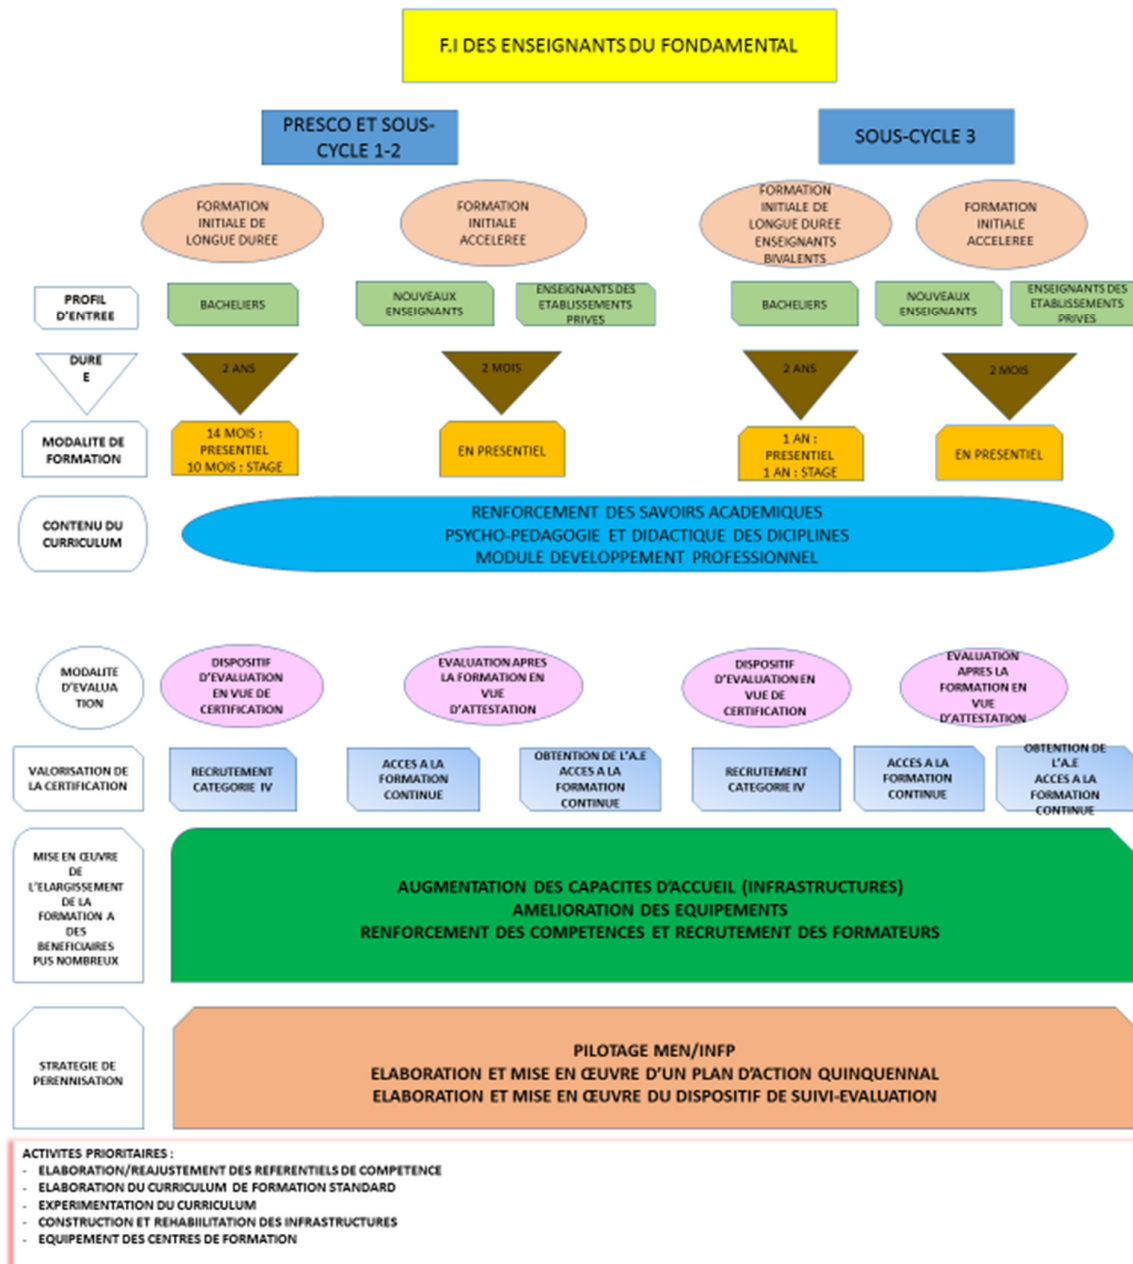 F.I DES ENSEIGNANTS DU FONDAMENTAL
PRESCO ET SOUS-
CYCLE 1-2
SOUS-CYCLE 3
FORMATION
INITIALE DE
LONGUE DUREE
FORMATION
INITIALE
ACCELEREE
FORMATION
INITIALE DE
LONGUE DUREE
ENSEIGNANTS
BIVALENTS
FORMATION
INITIALE
ACCELEREE
PROFIL
D'ENTREE
BACHELIERS
NOUVEAUX
ENSEIGNANTS
ENSEIGNANTS DES
ETABLISSEMENTS
PRIVES
BACHELIERS
NOUVEAUX
ENSEIGNANTS
ENSEIGNANTS DES
ETABLISSEMENTS
PRIVES
DURE
E
2 ANS
2 MOIS
2 ANS
2 MOIS
MODALITE DE
FORMATION
14 MOIS :
PRESENTIEL
10 MOIS : STAGE
EN PRESENTIEL
1 AN :
PRESENTIEL
1 AN : STAGE
EN PRESENTIEL
CONTENU DU
CURRICULUM
RENFORCEMENT DES SAVOIRS ACADEMIQUES
PSYCHO-PEDAGOGIE ET DIDACTIQUE DES DICIPLINES
MODULE DEVELOPPEMENT PROFESSIONNEL
MODALITE
D'EVALUA
TION
DISPOSITIF
D'EVALUATION
EN VUE DE
CERTIFICATION
EVALUATION APRES
LA FORMATION EN
VUE
D'ATTESTATION
DISPOSITIF
D'EVALUATION EN
VUE DE
CERTIFICATION
EVALUATION
APRES LA
FORMATION EN
VUE
D'ATTESTATION
VALORISATION DE
LA CERTIFICATION
RECRUTEMENT
CATEGORIE IV
ACCES A LA
FORMATION
CONTINUE
OBTENTION DE L'A.E
ACCES A LA
FORMATION
CONTINUE
RECRUTEMENT
CATEGORIE IV
ACCES A LA
FORMATION
CONTINUE
OBTENTION DE
L'A.E
ACCES A LA
FORMATION
CONTINUE
MISE EN ŒUVRE
DE
L'ELARGISSEMENT
DE LA
FORMATION A
DES
BENEFICIAIRES
PUS NOMBREUX
AUGMENTATION DES CAPACITES D'ACCUEIL (INFRASTRUCTURES)
AMELIORATION DES EQUIPEMENTS
RENFORCEMENT DES COMPETENCES ET RECRUTEMENT DES FORMATEURS
STRATEGIE DE
PERENNISATION
PILOTAGE MEN/INFP
ELABORATION ET MISE EN ŒUVRE D'UN PLAN D'ACTION QUINQUENNAL
ELABORATION ET MISE EN ŒUVRE DU DISPOSITIF DE SUIVI-EVALUATION
ACTIVITES PRIORITAIRES :
- ELABORATION/REAJUSTEMENT DES REFERENTIELS DE COMPETENCE
- ELABORATION DU CURRICULUM DE FORMATION STANDARD
- EXPERIMENTATION DU CURRICULUM
- CONSTRUCTION ET REHABIILITATION DES INFRASTRUCTURES
- EQUIPEMENT DES CENTRES DE FORMATION